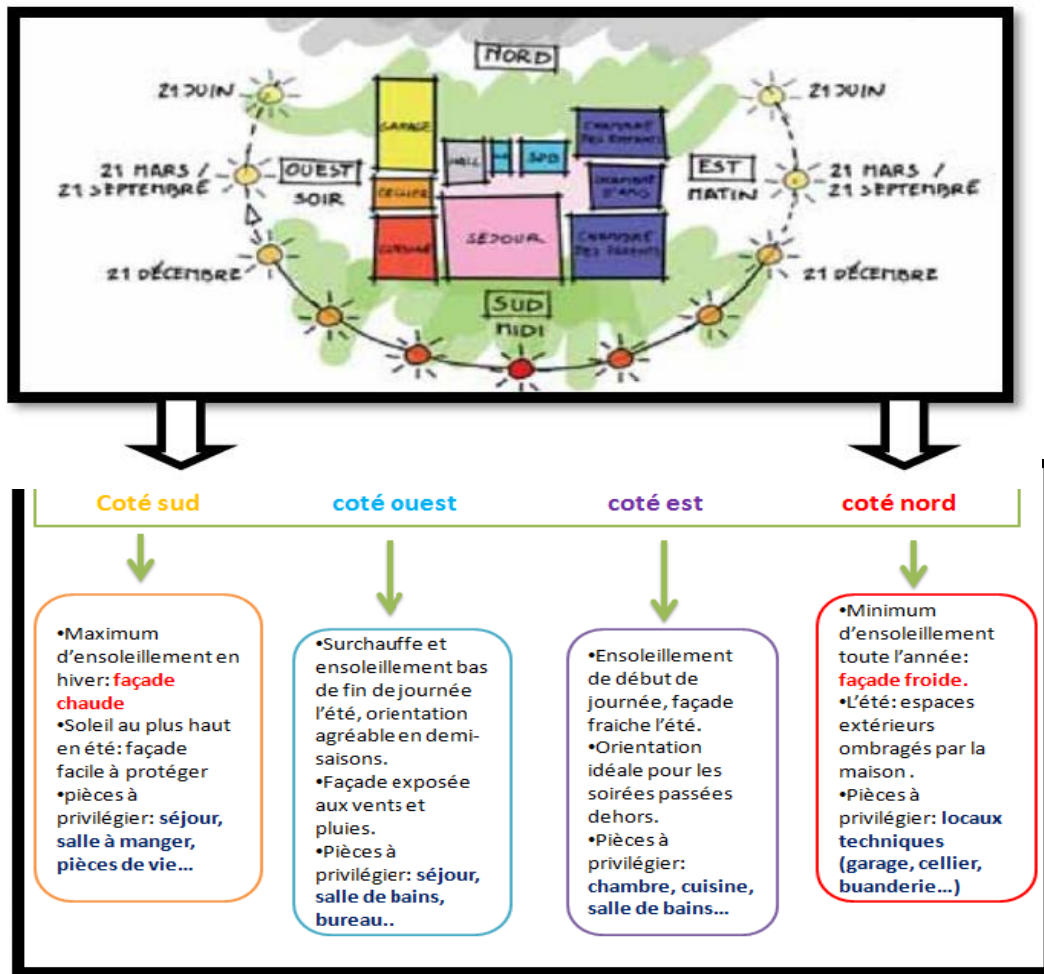 NORD
21 JUIN
21 JUIN
GARAGE
CHAMBRE
DES ENFANTS
HALL
SDB
21 MARS /
21 SEPTEMBRE
OUEST
SOIR
CELLIER
CHAMBRE
D'AMIS
EST
MATIN
21 MARS /
21 SEPTEMBRE
CUISINE
SÉJOUR
CHAMBRE
DES PARENTS
21 DÉCEMBRE
21 DÉCEMBRE
SUD
MIDI
Coté sud
•Maximum
d’ensoleillement en
hiver: façade
chaude
•Soleil au plus haut
en été: façade
facile à protéger
•pièces à
privilégier: séjour,
salle à manger,
pièces de vie…
coté ouest
•Surchauffe et
ensoleillement bas
de fin de journée
l’été, orientation
agréable en demi-
saisons.
•Façade exposée
aux vents et
pluies.
•Pièces à
privilégier: séjour,
salle de bains,
bureau..
coté est
•Ensoleillement
de début de
journée, façade
fraiche l’été.
•Orientation
idéale pour les
soirées passées
dehors.
•Pièces à
privilégier:
chambre, cuisine,
salle de bains…
coté nord
•Minimum
d’ensoleillement
toute l’année:
façade froide.
•L’été: espaces
extérieurs
ombragés par la
maison .
•Pièces à
privilégier: locaux
techniques
(garage, cellier,
buanderie…)